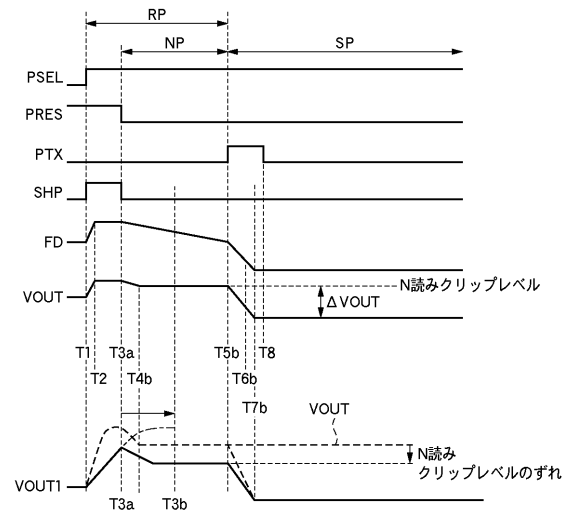 RP
NP
SP
PSEL
PRES
PTX
SHP
FD
VOUT
N読みクリップレベル
ΔVOUT
T1
T3a
T5b
T8
T2
T4b
T6b
T7b
VOUT
N読み
クリップレベルのずれ
VOUT1
T3a
T3b